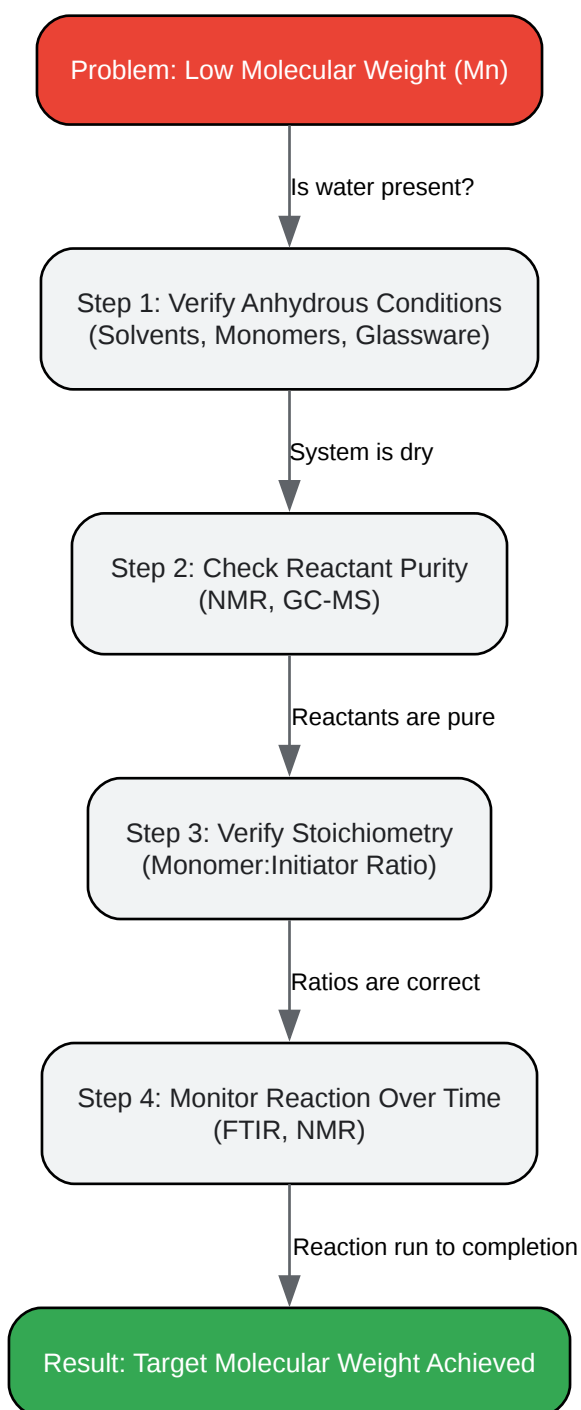 Problem: Low Molecular Weight (Mn)
Is water present?
Step 1: Verify Anhydrous Conditions
(Solvents, Monomers, Glassware)
System is dry
Step 2: Check Reactant Purity
(NMR, GC-MS)
Reactants are pure
Step 3: Verify Stoichiometry
(Monomer:Initiator Ratio)
Ratios are correct
Step 4: Monitor Reaction Over Time
(FTIR, NMR)
Reaction run to completion
Result: Target Molecular Weight Achieved